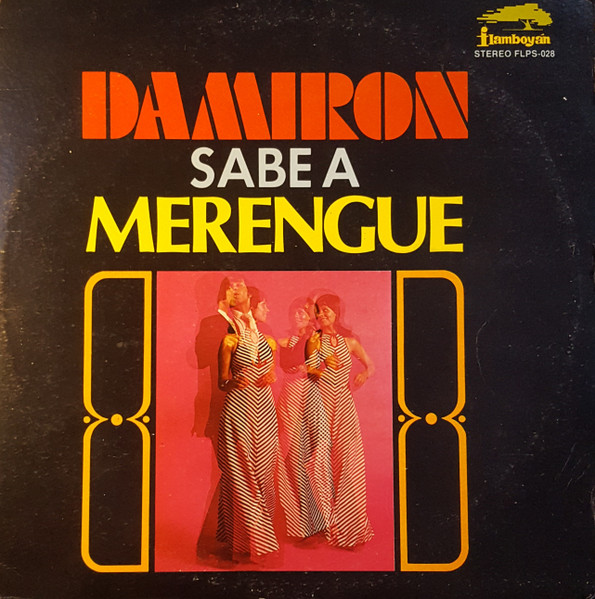 flamboyán
STEREO FLPS-028
DAMIRON
SABE A
MERENGUE